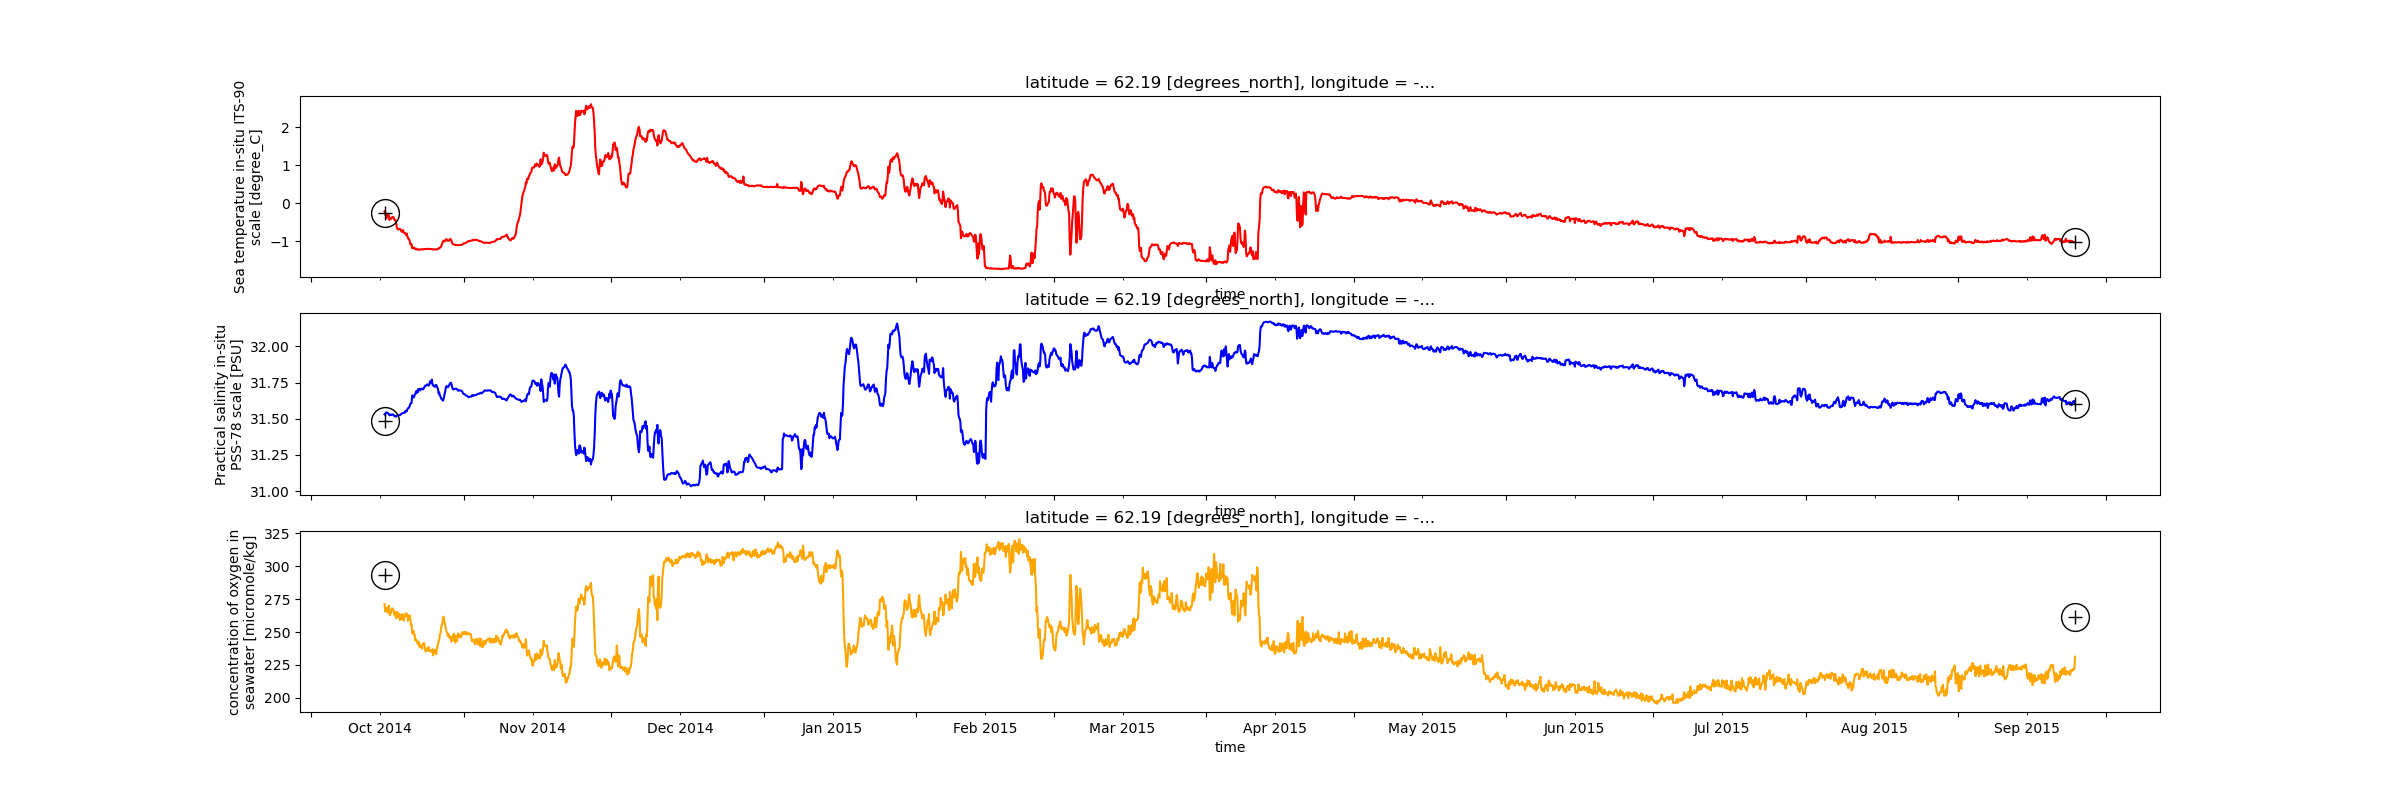 latitude = 62.19 [degrees_north], longitude = -...
Sea temperature in-situ ITS-90
scale [degree_C]
2
1
0
−1
time
latitude = 62.19 [degrees_north], longitude = -...
Practical salinity in-situ
PSS-78 scale [PSU]
32.00
31.75
31.50
31.25
31.00
time
latitude = 62.19 [degrees_north], longitude = -...
concentration of oxygen in
seawater [micromole/kg]
325
300
275
250
225
200
Oct 2014 Nov 2014 Dec 2014 Jan 2015 Feb 2015 Mar 2015 Apr 2015 May 2015 Jun 2015 Jul 2015 Aug 2015 Sep 2015
time